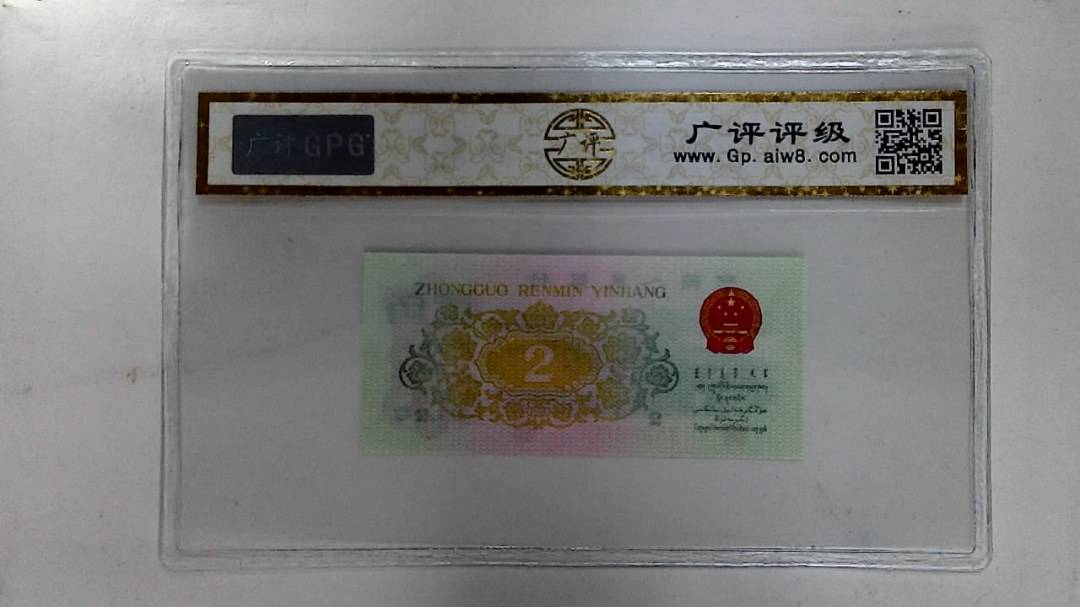 广评GPG
广评
广评评级
www.Gp.aiw8.com
ZHONGGUO RENMIN YINHANG
2
2
2